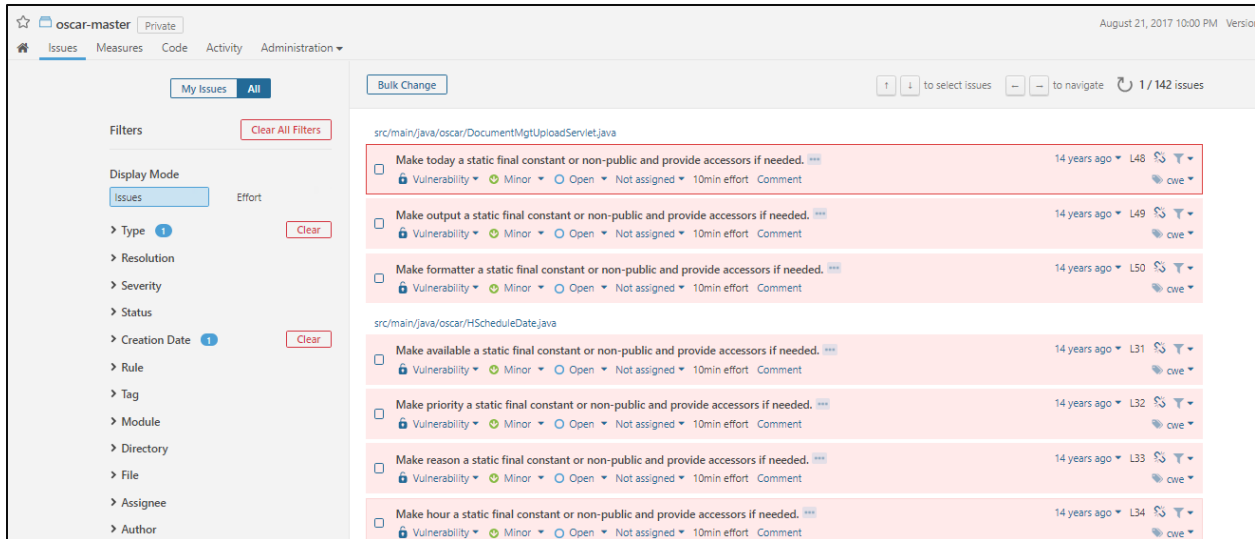 oscar-master Private
August 21, 2017 10:00 PM
Issues Measures Code Activity Administration
My Issues All
Bulk Change
↑ ↓ to select issues ← → to navigate 1 / 142 issues
Filters
Clear All Filters
Display Mode
Issues Effort
Type 1 Clear
Resolution
Severity
Status
Creation Date 1 Clear
Rule
Tag
Module
Directory
File
Assignee
Author
src/main/java/oscar/DocumentMgtUploadServlet.java
Make today a static final constant or non-public and provide accessors if needed. ••• 14 years ago L48
Vulnerability Minor Open Not assigned 10min effort Comment cwe
Make output a static final constant or non-public and provide accessors if needed. ••• 14 years ago L49
Vulnerability Minor Open Not assigned 10min effort Comment cwe
Make formatter a static final constant or non-public and provide accessors if needed. ••• 14 years ago L50
Vulnerability Minor Open Not assigned 10min effort Comment cwe
src/main/java/oscar/HScheduleDate.java
Make available a static final constant or non-public and provide accessors if needed. ••• 14 years ago L31
Vulnerability Minor Open Not assigned 10min effort Comment cwe
Make priority a static final constant or non-public and provide accessors if needed. ••• 14 years ago L32
Vulnerability Minor Open Not assigned 10min effort Comment cwe
Make reason a static final constant or non-public and provide accessors if needed. ••• 14 years ago L33
Vulnerability Minor Open Not assigned 10min effort Comment cwe
Make hour a static final constant or non-public and provide accessors if needed. ••• 14 years ago L34
Vulnerability Minor Open Not assigned 10min effort Comment cwe